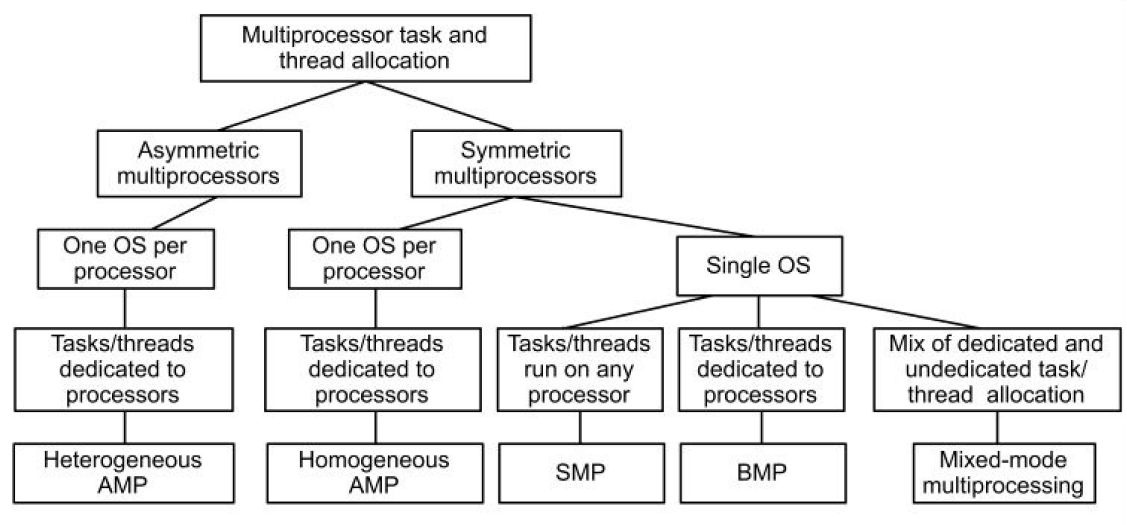 Multiprocessor task and
thread allocation
Asymmetric
multiprocessors
Symmetric
multiprocessors
One OS per
processor
One OS per
processor
Single OS
Tasks/threads
dedicated to
processors
Tasks/threads
dedicated to
processors
Tasks/threads
run on any
processor
Tasks/threads
dedicated to
processors
Mix of dedicated and
undedicated task/
thread allocation
Heterogeneous
AMP
Homogeneous
AMP
SMP
BMP
Mixed-mode
multiprocessing